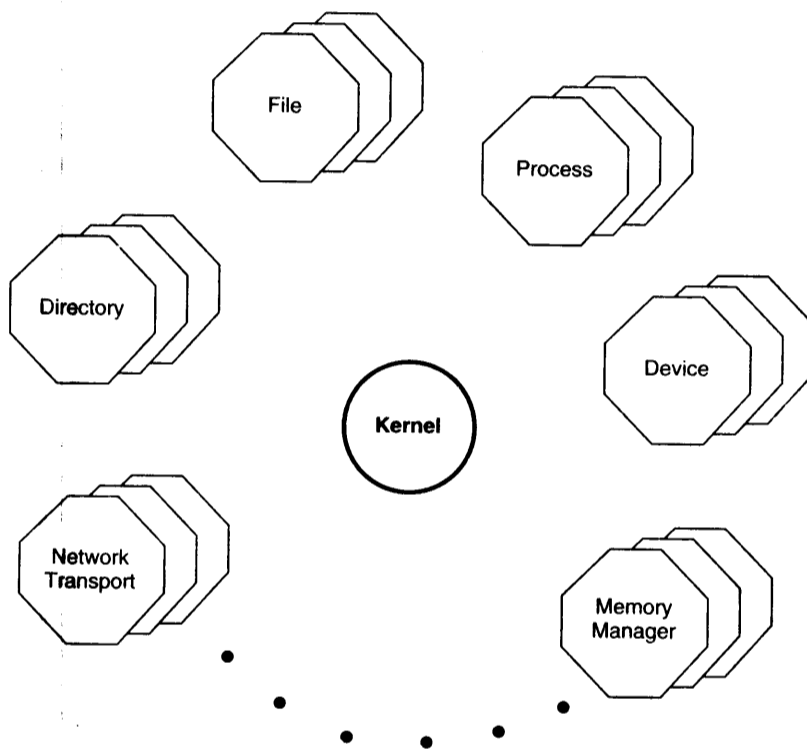 File
Process
Directory
Device
Kernel
Network
Transport
Memory
Manager